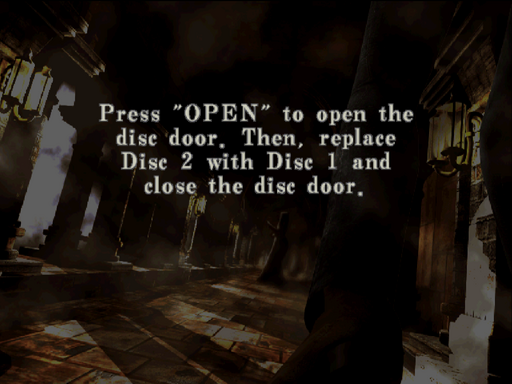 Press "OPEN" to open the
disc door. Then, replace
Disc 2 with Disc 1 and
close the disc door.